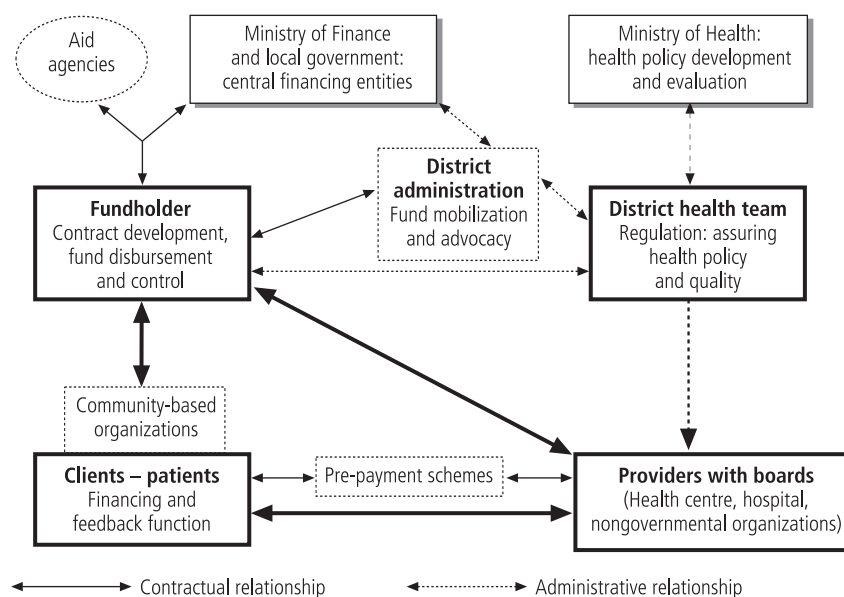 Aid
agencies
Ministry of Finance
and local government:
central financing entities
Ministry of Health:
health policy development
and evaluation
District
administration
Fund mobilization
and advocacy
Fundholder
Contract development,
fund disbursement
and control
District health team
Regulation: assuring
health policy
and quality
Community-based
organizations
Clients – patients
Financing and
feedback function
Pre-payment schemes
Providers with boards
(Health centre, hospital,
nongovernmental organizations)
Contractual relationship
Administrative relationship